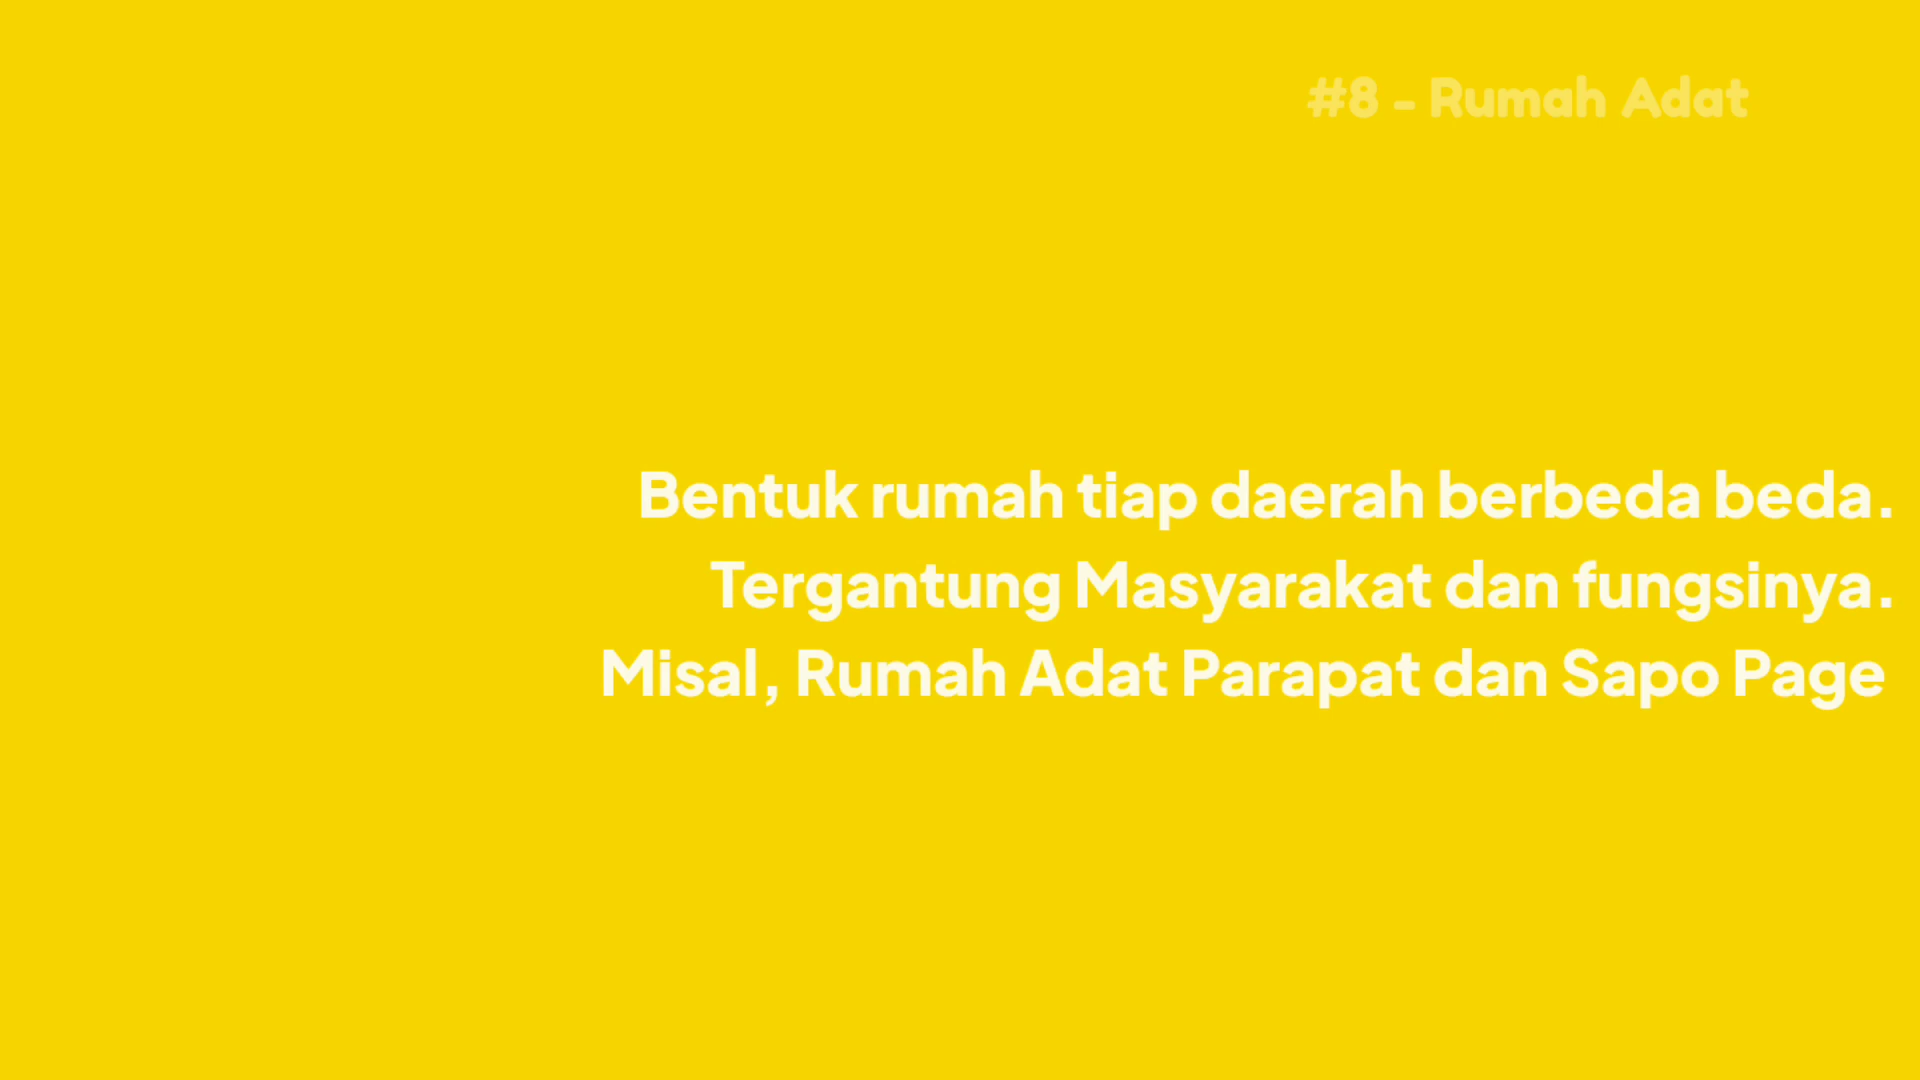 #8 - Rumah Adat
Bentuk rumah tiap daerah berbeda beda.
Tergantung Masyarakat dan fungsinya.
Misal, Rumah Adat Parapat dan Sapo Page